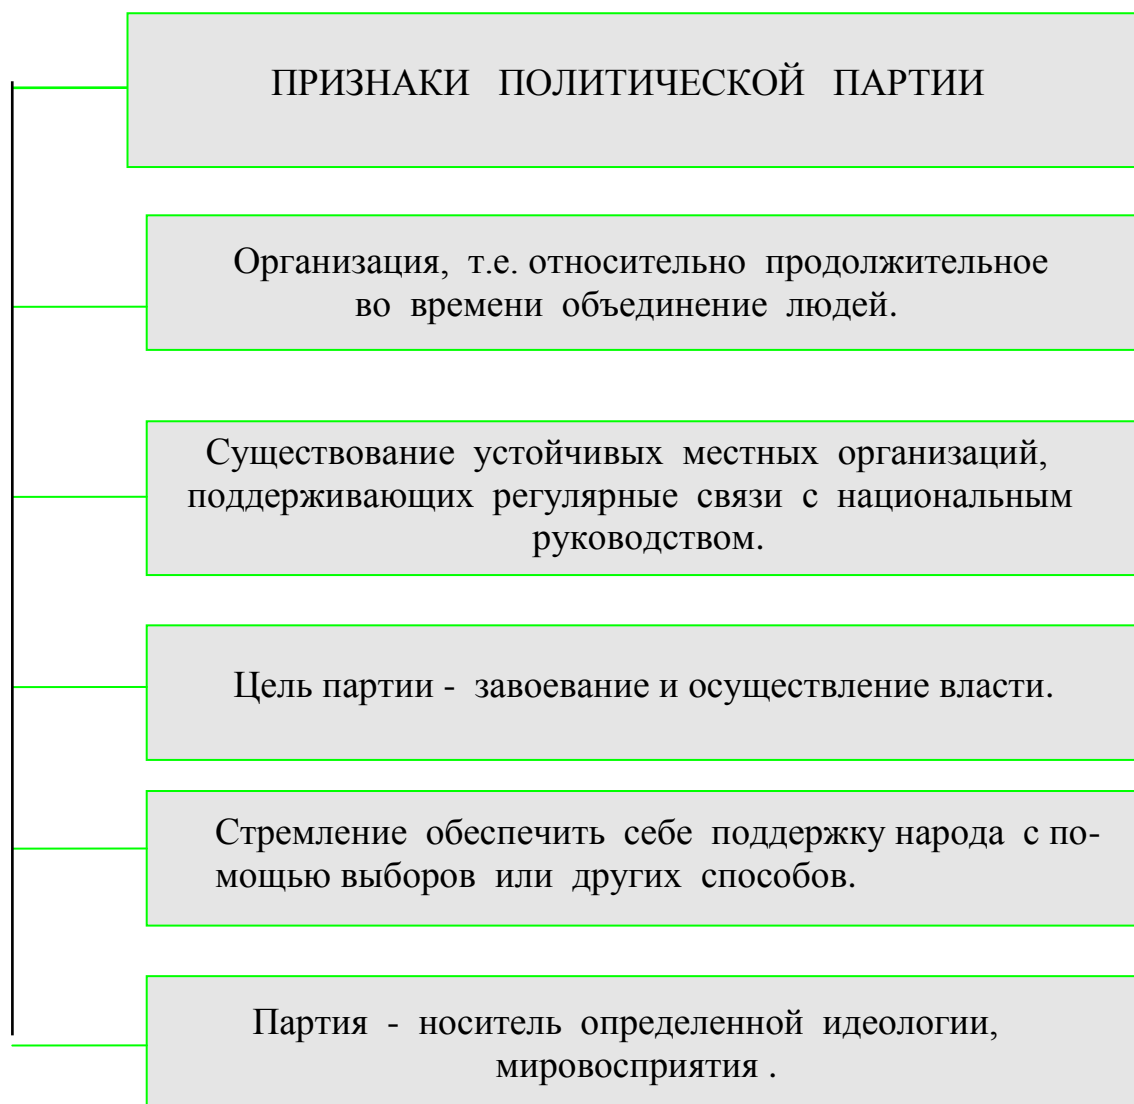 ПРИЗНАКИ ПОЛИТИЧЕСКОЙ ПАРТИИ
Организация, т.е. относительно продолжительное
во времени объединение людей.
Существование устойчивых местных организаций,
поддерживающих регулярные связи с национальным
руководством.
Цель партии - завоевание и осуществление власти.
Стремление обеспечить себе поддержку народа с по-
мощью выборов или других способов.
Партия - носитель определенной идеологии,
мировосприятия .